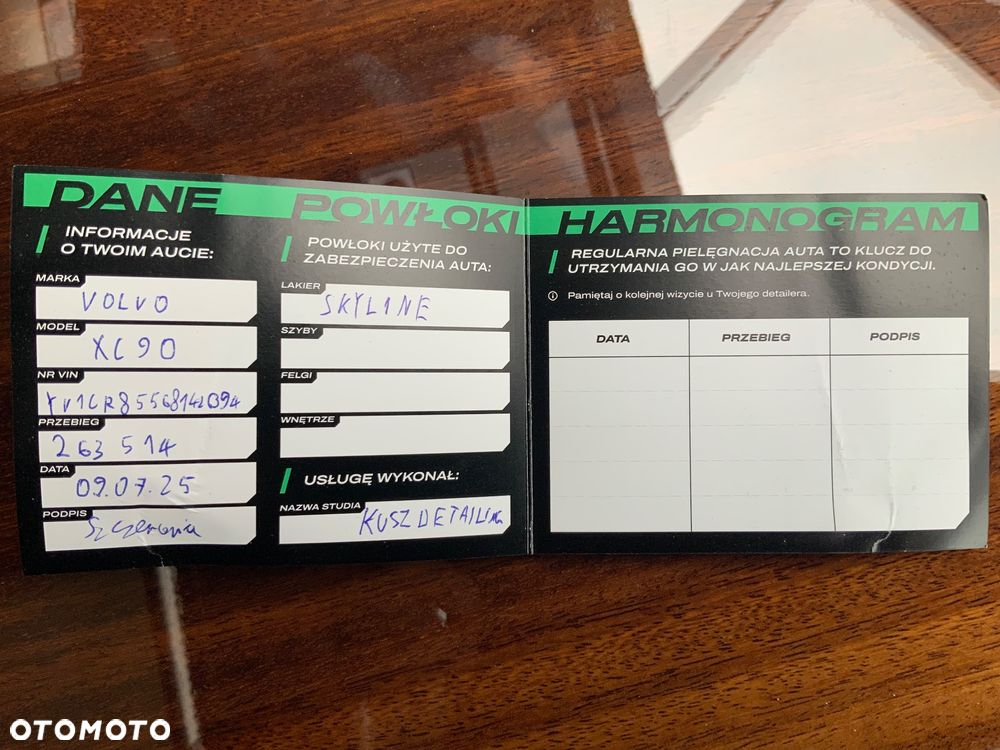 DANE
INFORMACJE
O TWOIM AUCIE:
MARKA
VOLVO
MODEL
XC90
NR VIN
PRZEBIEG
263 514
DATA
09.07.25
PODPIS
POWŁOKI
POWŁOKI UŻYTE DO
ZABEZPIECZENIA AUTA:
LAKIER
SKYLINE
SZYBY
FELGI
WNĘTRZE
USŁUGĘ WYKONAŁ:
NAZWA STUDIA
KUSZ DETAILING
HARMONOGRAM
REGULARNA PIELĘGNACJA AUTA TO KLUCZ DO
UTRZYMANIA GO W JAK NAJLEPSZEJ KONDYCJI.
Pamiętaj o kolejnej wizycie u Twojego detailera.
DATA PRZEBIEG PODPIS
OTOMOTO